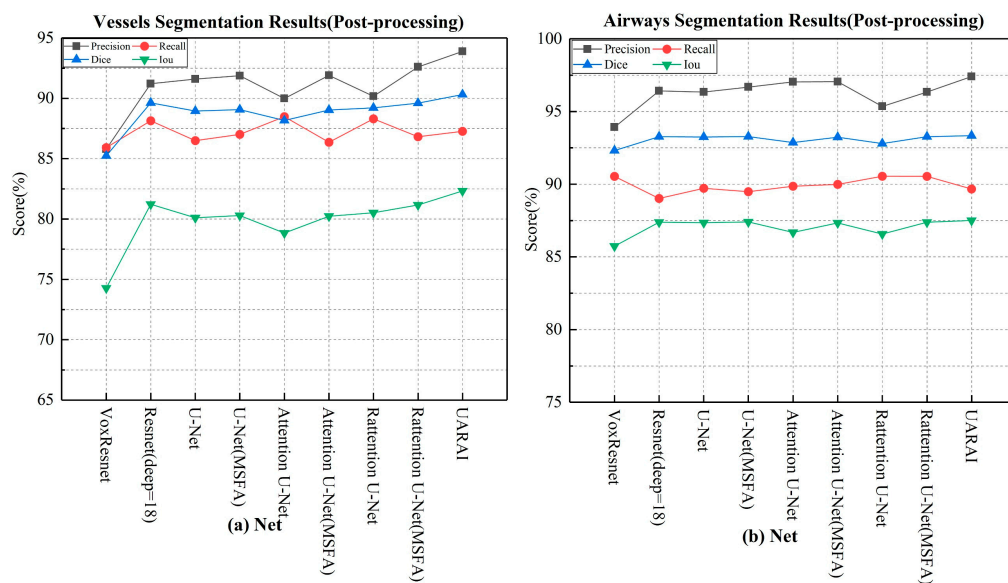 Vessels Segmentation Results(Post-processing)
Precision
Recall
Dice
Iou
95
90
85
80
75
70
65
Score(%)
VoxResnet
Resnet(deep=18)
U-Net
U-Net(MSFA)
Attention U-Net
Attention U-Net(MSFA)
Rattention U-Net
Rattention U-Net(MSFA)
UARAI
(a) Net
Airways Segmentation Results(Post-processing)
Precision
Recall
Dice
Iou
100
95
90
85
80
75
Score(%)
VoxResnet
Resnet(deep=18)
U-Net
U-Net(MSFA)
Attention U-Net
Attention U-Net(MSFA)
Rattention U-Net
Rattention U-Net(MSFA)
UARAI
(b) Net